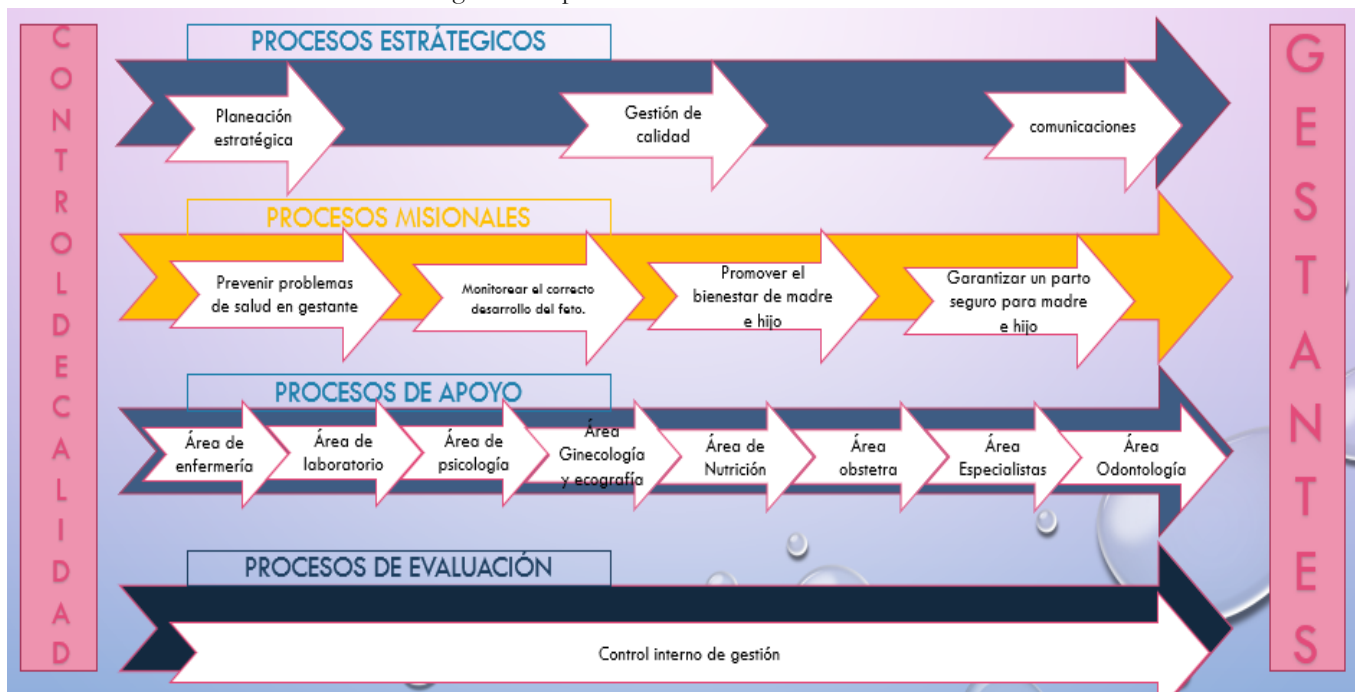 CONTROLDECALIDAD
PROCESOS ESTRÁTEGICOS
Planeación
estratégica
Gestión de
calidad
comunicaciones
PROCESOS MISIONALES
Prevenir problemas
de salud en gestante
Monitorear el correcto
desarrollo del feto.
Promover el
bienestar de madre
e hijo
Garantizar un parto
seguro para madre
e hijo
PROCESOS DE APOYO
Área de
enfermería
Área de
laboratorio
Área de
psicología
Área
Ginecología
y ecografía
Área de
Nutrición
Área
obstetra
Área
Especialistas
Área
Odontología
PROCESOS DE EVALUACIÓN
Control interno de gestión
GESTANTES